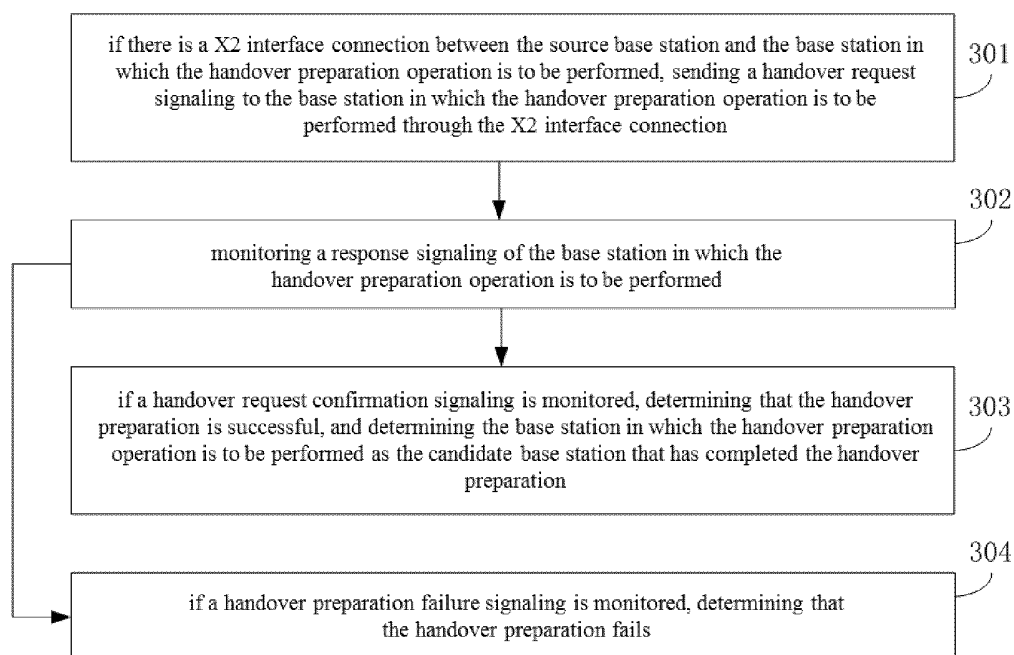 if there is a X2 interface connection between the source base station and the base station in
which the handover preparation operation is to be performed, sending a handover request
signaling to the base station in which the handover preparation operation is to be
performed through the X2 interface connection
301
302
monitoring a response signaling of the base station in which the
handover preparation operation is to be performed
if a handover request confirmation signaling is monitored, determining that the handover
preparation is successful, and determining the base station in which the handover preparation
operation is to be performed as the candidate base station that has completed the handover
preparation
303
304
if a handover preparation failure signaling is monitored, determining that
the handover preparation fails